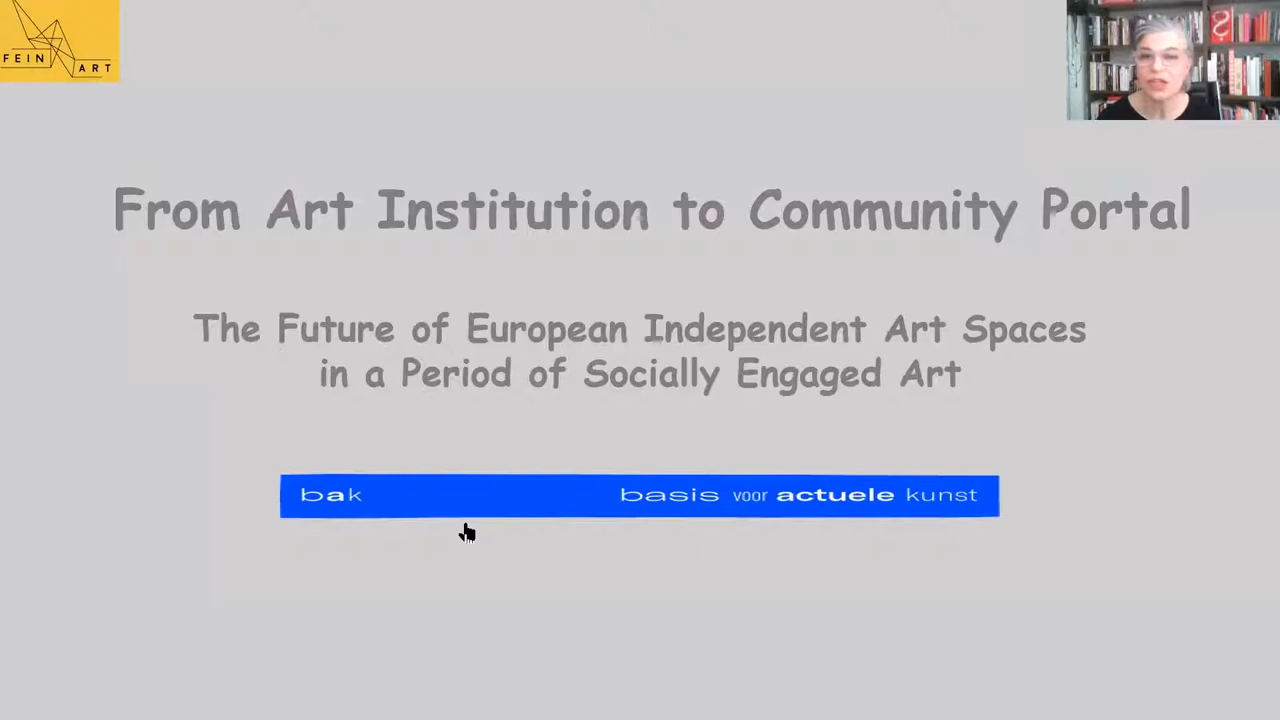 FEIN ART
From Art Institution to Community Portal
The Future of European Independent Art Spaces
in a Period of Socially Engaged Art
bak basis voor actuele kunst